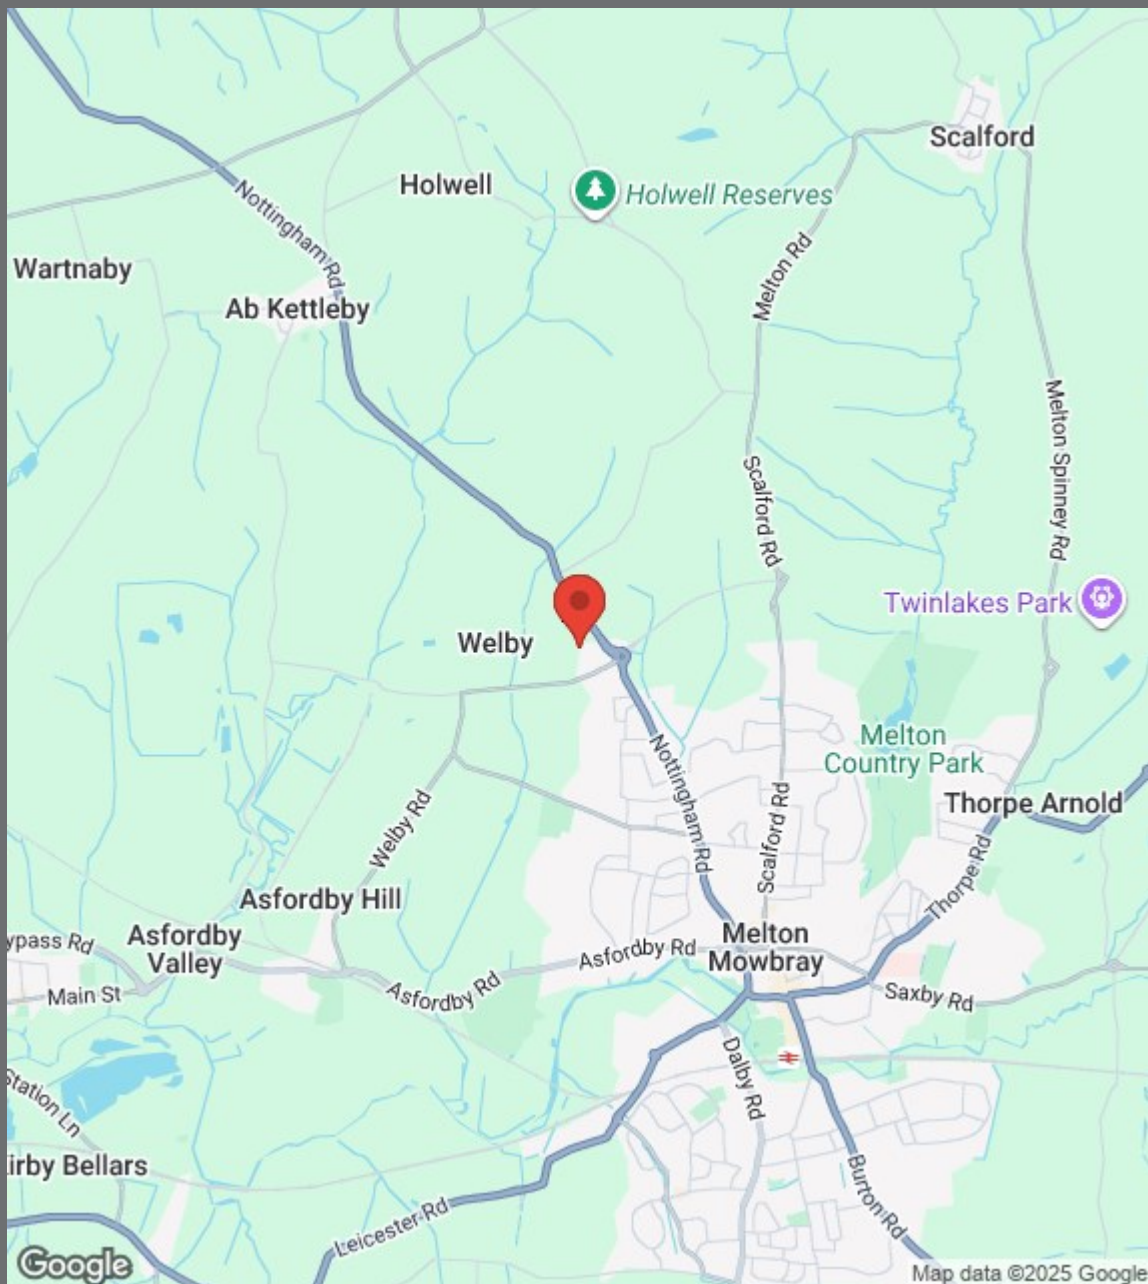 Scalford
Holwell
Holwell Reserves
Nottingham Rd
Melton Rd
Wartnaby
Ab Kettleby
Melton Spinney Rd
Scalford Rd
Twinlakes Park
Welby
Melton
Country Park
Nottingham Rd
Thorpe Arnold
Welby Rd
Scalford Rd
Thorpe Rd
Asfordby Hill
Asfordby
Valley
ypass Rd
Asfordby Rd
Melton
Mowbray
Main St
Asfordby Rd
Saxby Rd
Dalby Rd
Station Ln
irby Bellars
Burton Rd
Leicester Rd
Google
Map data ©2025 Google